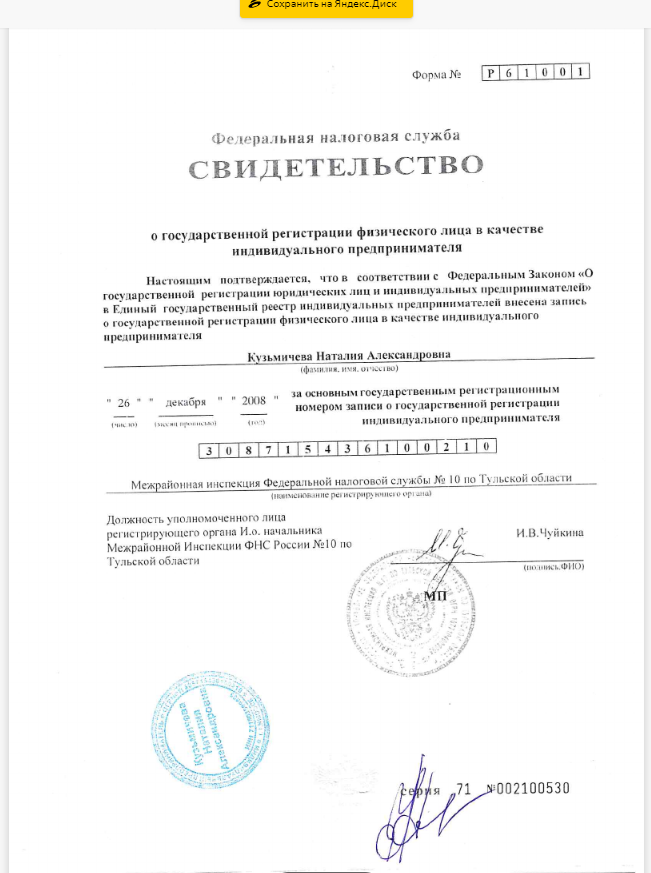 Сохранить на Яндекс.Диск
Форма № Р 6 1 0 0 1
Федеральная налоговая служба
СВИДЕТЕЛЬСТВО
о государственной регистрации физического лица в качестве
индивидуального предпринимателя
Настоящим подтверждается, что в соответствии с Федеральным Законом «О
государственной регистрации юридических лиц и индивидуальных предпринимателей»
в Единый государственный реестр индивидуальных предпринимателей внесена запись
о государственной регистрации физического лица в качестве индивидуального
предпринимателя
Кузьмичева Наталия Александровна
(фамилия, имя, отчество)
" 26 " " декабря " " 2008 "
(число) (месяц прописью) (год)
за основным государственным регистрационным
номером записи о государственной регистрации
индивидуального предпринимателя
3 0 8 7 1 5 4 3 6 1 0 0 2 1 0
Межрайонная инспекция Федеральной налоговой службы № 10 по Тульской области
(наименование регистрирующего органа)
Должность уполномоченного лица
регистрирующего органа И.о. начальника
Межрайонной Инспекции ФНС России №10 по
Тульской области
И.В.Чуйкина
(подпись, ФИО)
МП
Кузьмичева
Наталия
Александровна
серия 71 №002100530